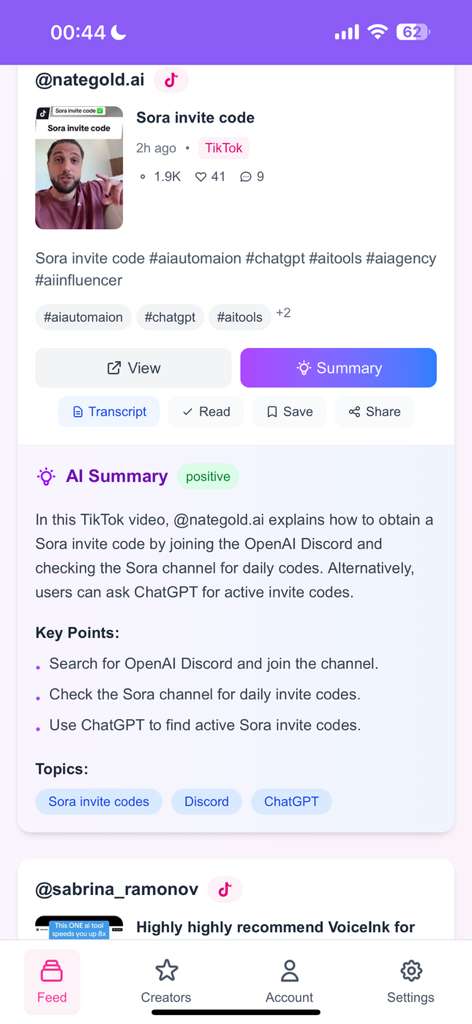 00:44
62
@nategold.ai
Sora invite code ✅
Sora invite code
Sora invite code
2h ago • TikTok
1.9K 41 9
Sora invite code #aiautomaion #chatgpt #aitools #aiagency
#aiinfluencer
#aiautomaion #chatgpt #aitools +2
View Summary
Transcript Read Save Share
AI Summary positive
In this TikTok video, @nategold.ai explains how to obtain a
Sora invite code by joining the OpenAI Discord and
checking the Sora channel for daily codes. Alternatively,
users can ask ChatGPT for active invite codes.
Key Points:
• Search for OpenAI Discord and join the channel.
• Check the Sora channel for daily invite codes.
• Use ChatGPT to find active Sora invite codes.
Topics:
Sora invite codes Discord ChatGPT
@sabrina_ramonov
This ONE ai tool
speeds you up 8x
Highly highly recommend VoiceInk for
Feed Creators Account Settings